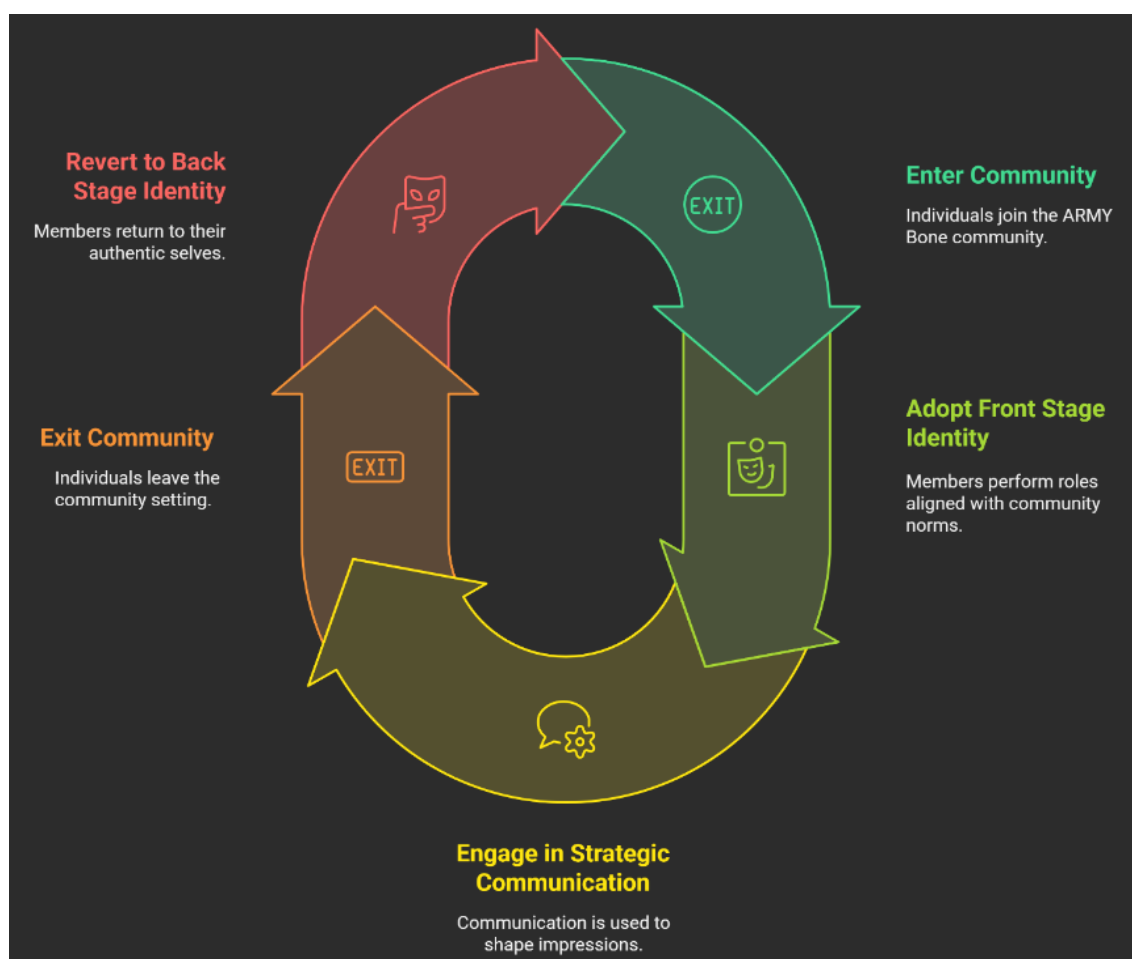 Revert to Back
Stage Identity
Members return to their
authentic selves.
EXIT
Enter Community
Individuals join the ARMY
Bone community.
Exit Community
Individuals leave the
community setting.
EXIT
Adopt Front Stage
Identity
Members perform roles
aligned with community
norms.
Engage in Strategic
Communication
Communication is used to
shape impressions.